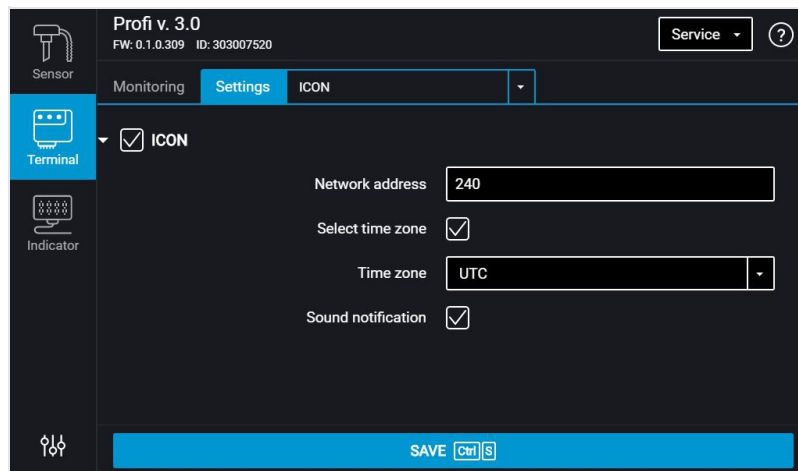 Profi v. 3.0
FW: 0.1.0.309 ID: 303007520
Service
?
Sensor
Monitoring Settings ICON
Terminal
ICON
Network address 240
Select time zone
Indicator
Time zone UTC
Sound notification
SAVE Ctrl S